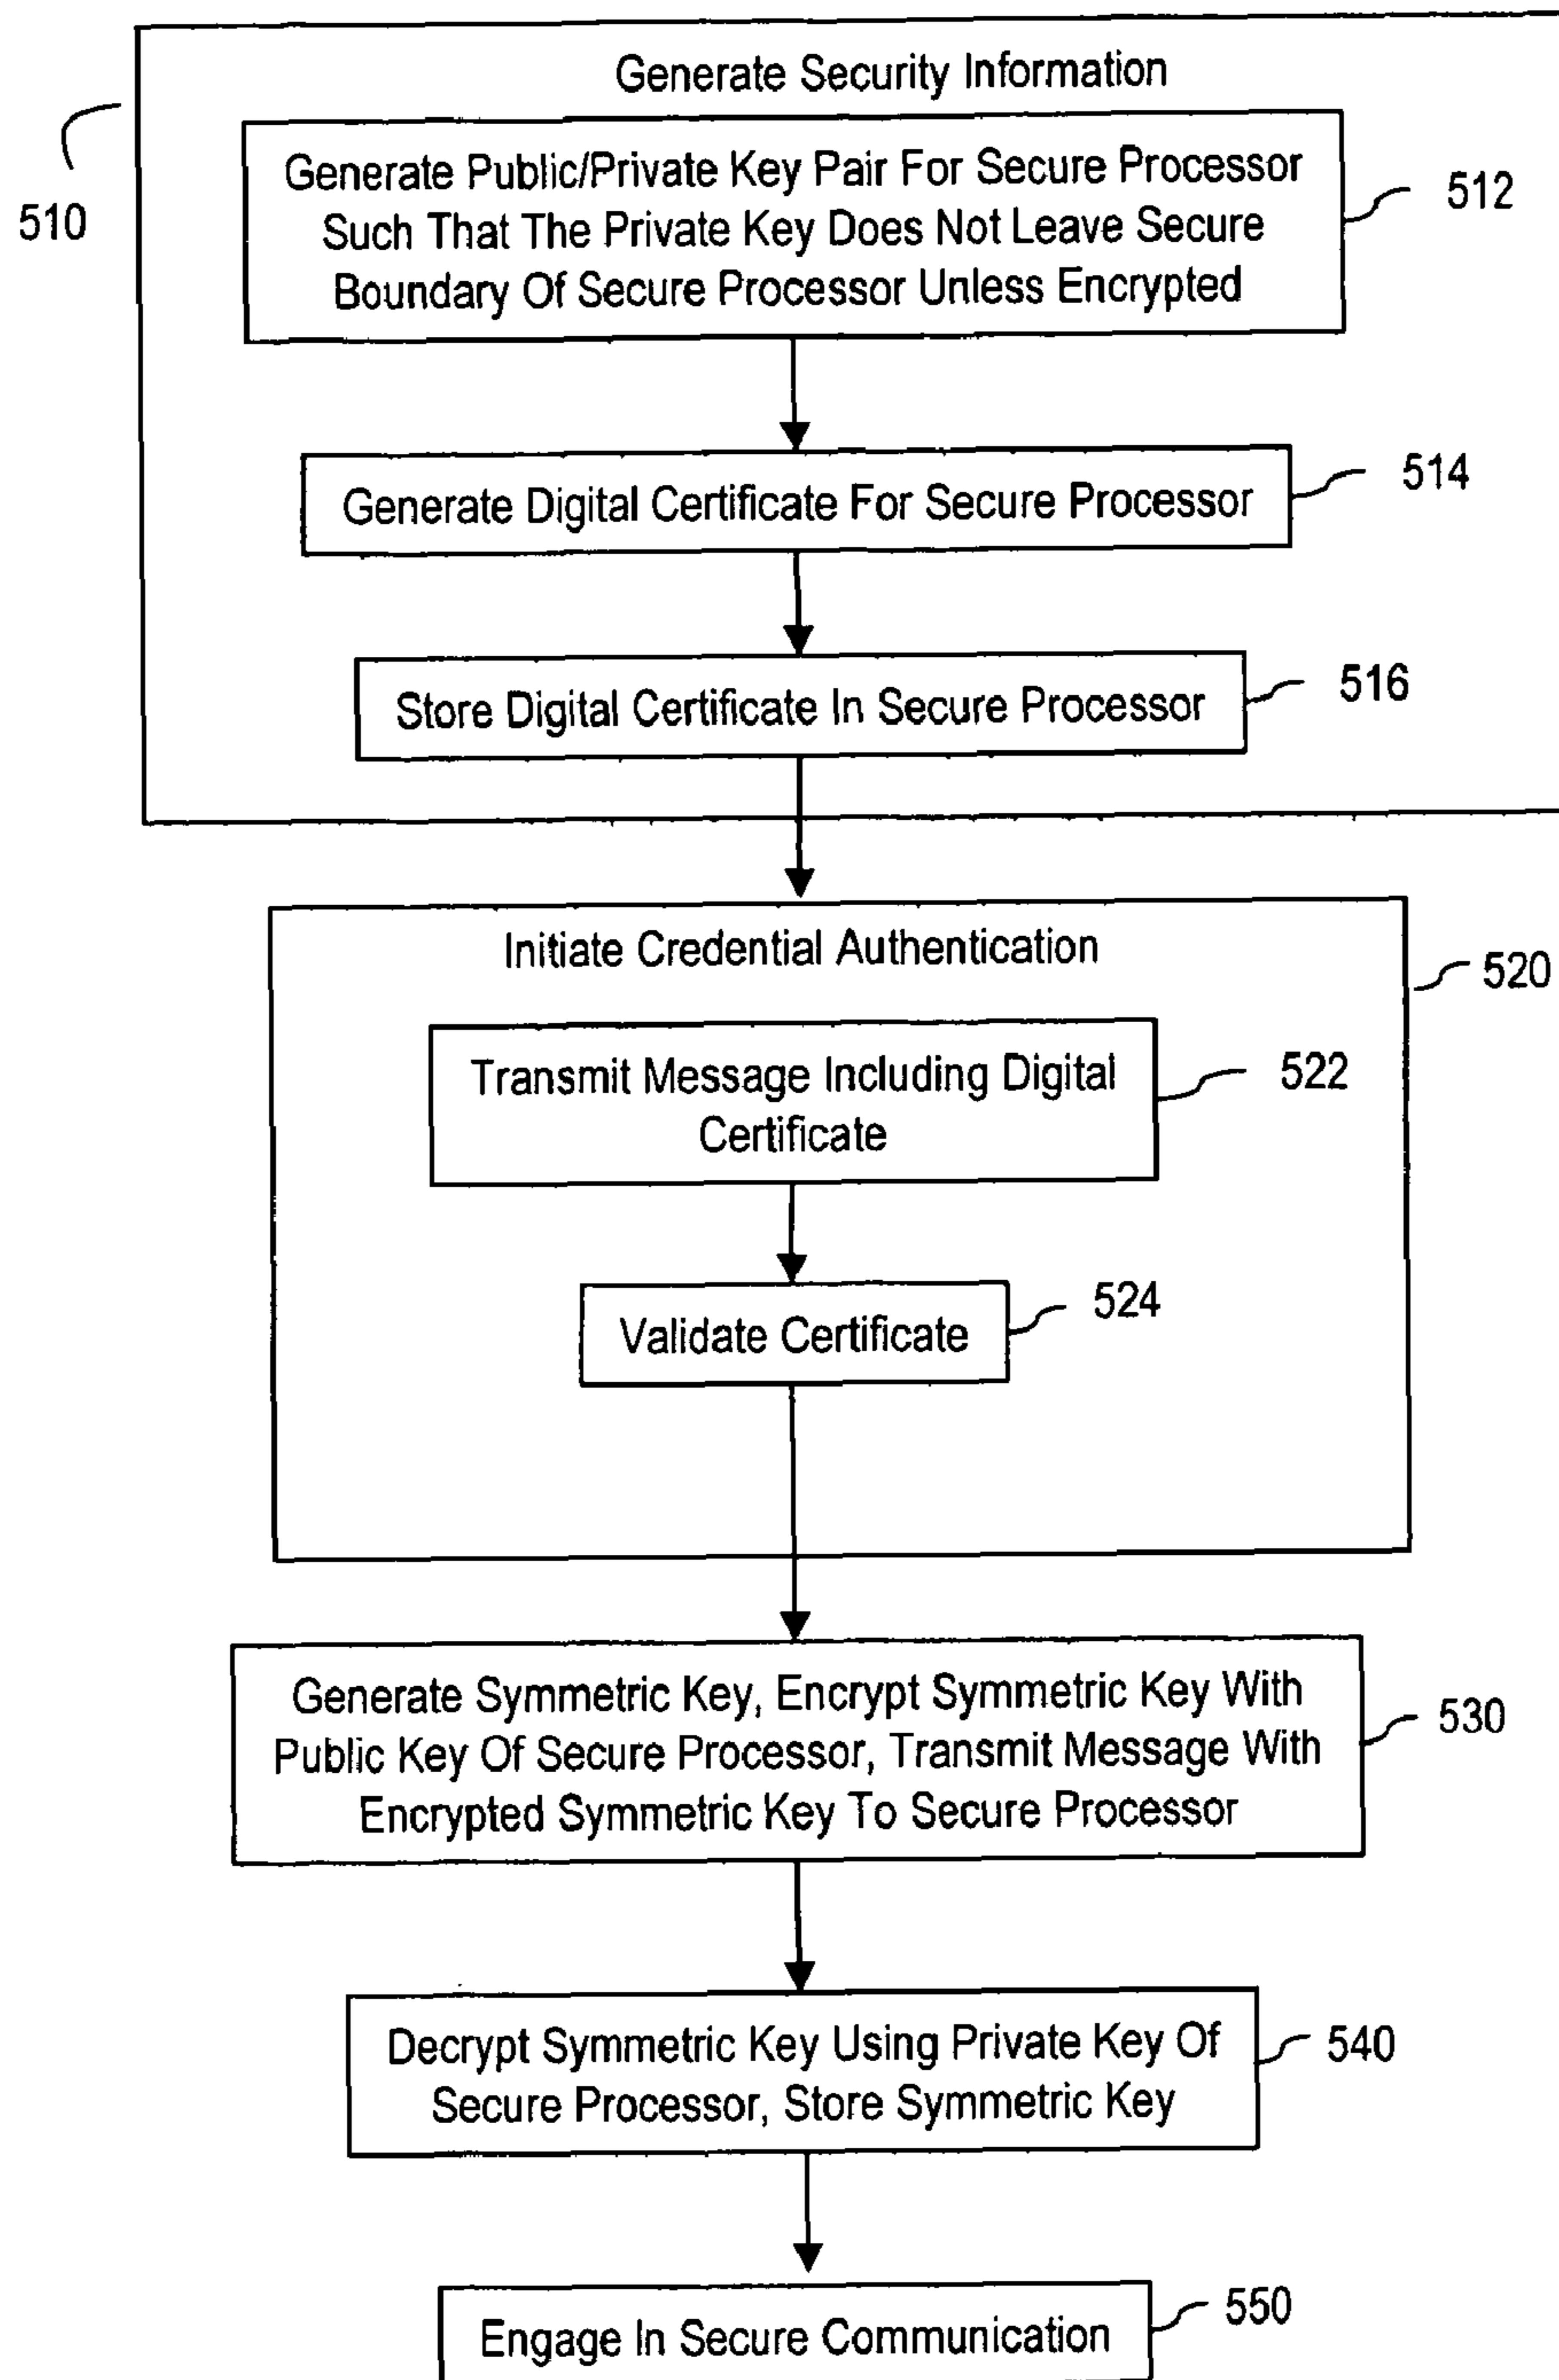 Generate Security Information
510
Generate Public/Private Key Pair For Secure Processor
Such That The Private Key Does Not Leave Secure
Boundary Of Secure Processor Unless Encrypted
512
Generate Digital Certificate For Secure Processor
514
Store Digital Certificate In Secure Processor
516
Initiate Credential Authentication
520
Transmit Message Including Digital
Certificate
522
Validate Certificate
524
Generate Symmetric Key, Encrypt Symmetric Key With
Public Key Of Secure Processor, Transmit Message With
Encrypted Symmetric Key To Secure Processor
530
Decrypt Symmetric Key Using Private Key Of
Secure Processor, Store Symmetric Key
540
Engage In Secure Communication
550